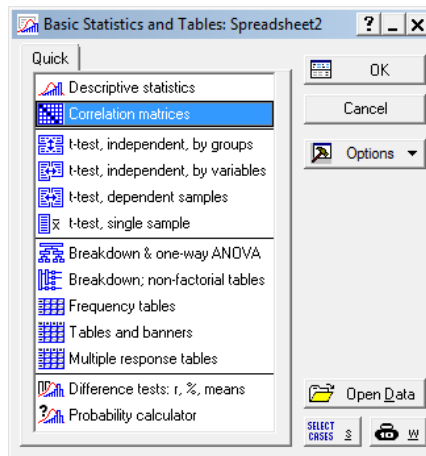 Basic Statistics and Tables: Spreadsheet2
Quick
Descriptive statistics
Correlation matrices
t-test, independent, by groups
t-test, independent, by variables
t-test, dependent samples
t-test, single sample
Breakdown & one-way ANOVA
Breakdown; non-factorial tables
Frequency tables
Tables and banners
Multiple response tables
Difference tests: r, %, means
Probability calculator
OK
Cancel
Options
Open Data
SELECT
CASES S
W